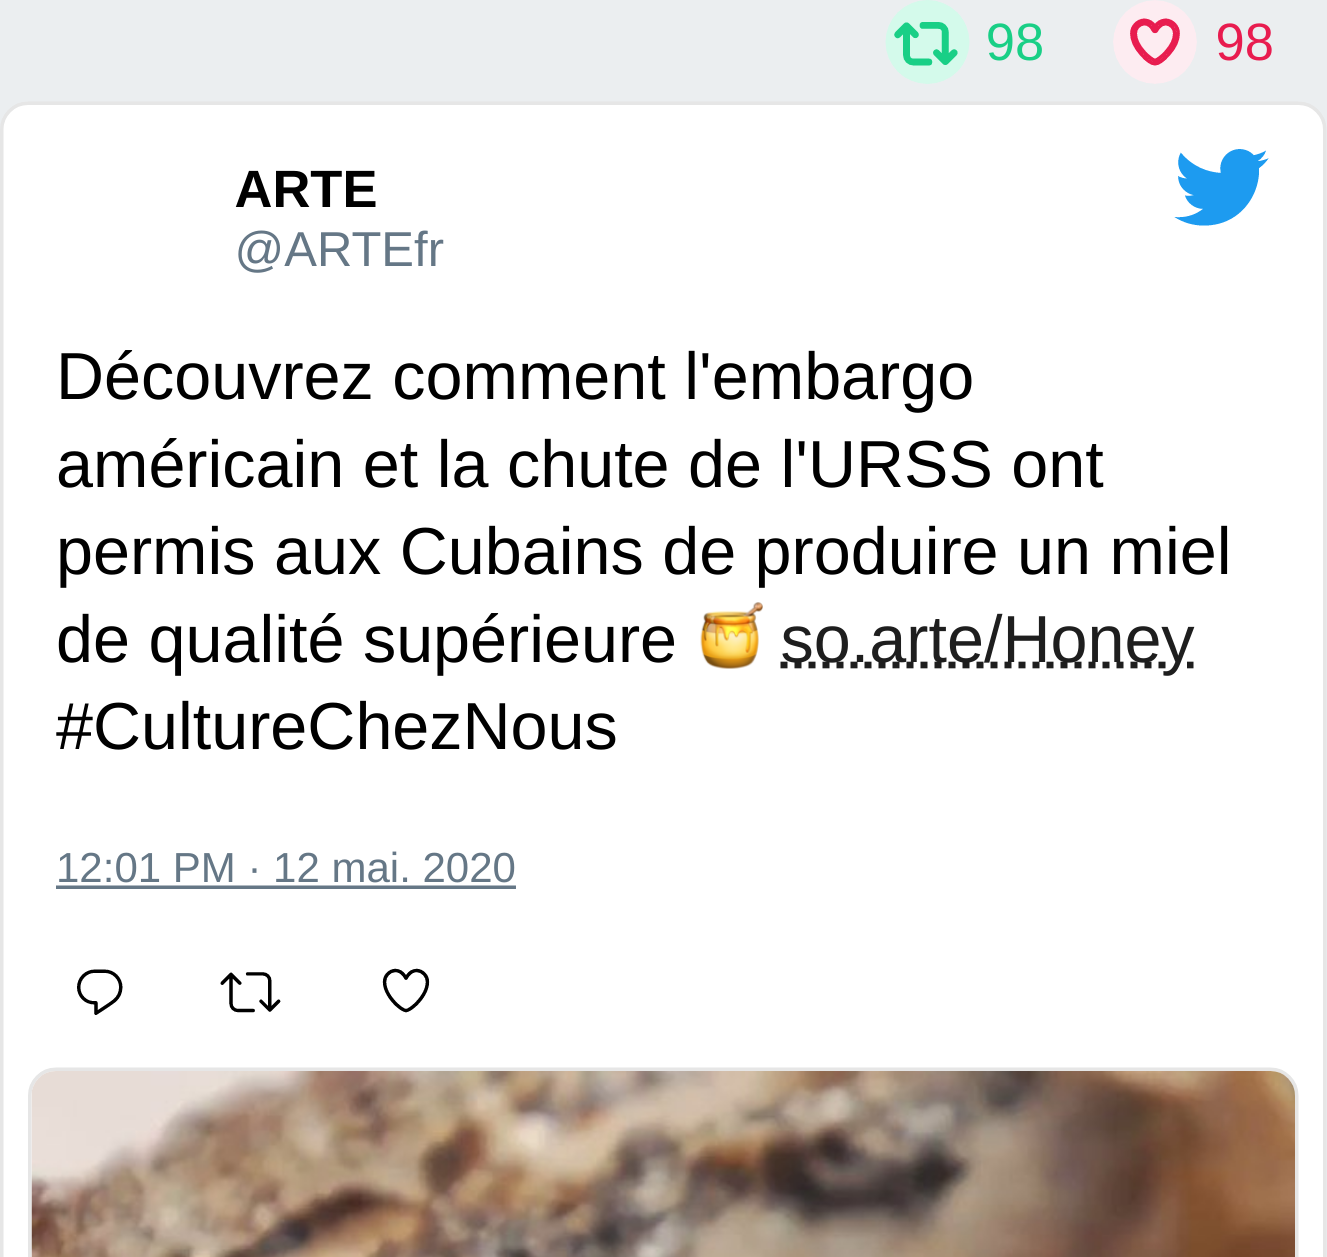 98 98
ARTE
@ARTEfr
Découvrez comment l'embargo
américain et la chute de l'URSS ont
permis aux Cubains de produire un miel
de qualité supérieure 🍯 so.arte/Honey
#CultureChezNous
12:01 PM · 12 mai. 2020